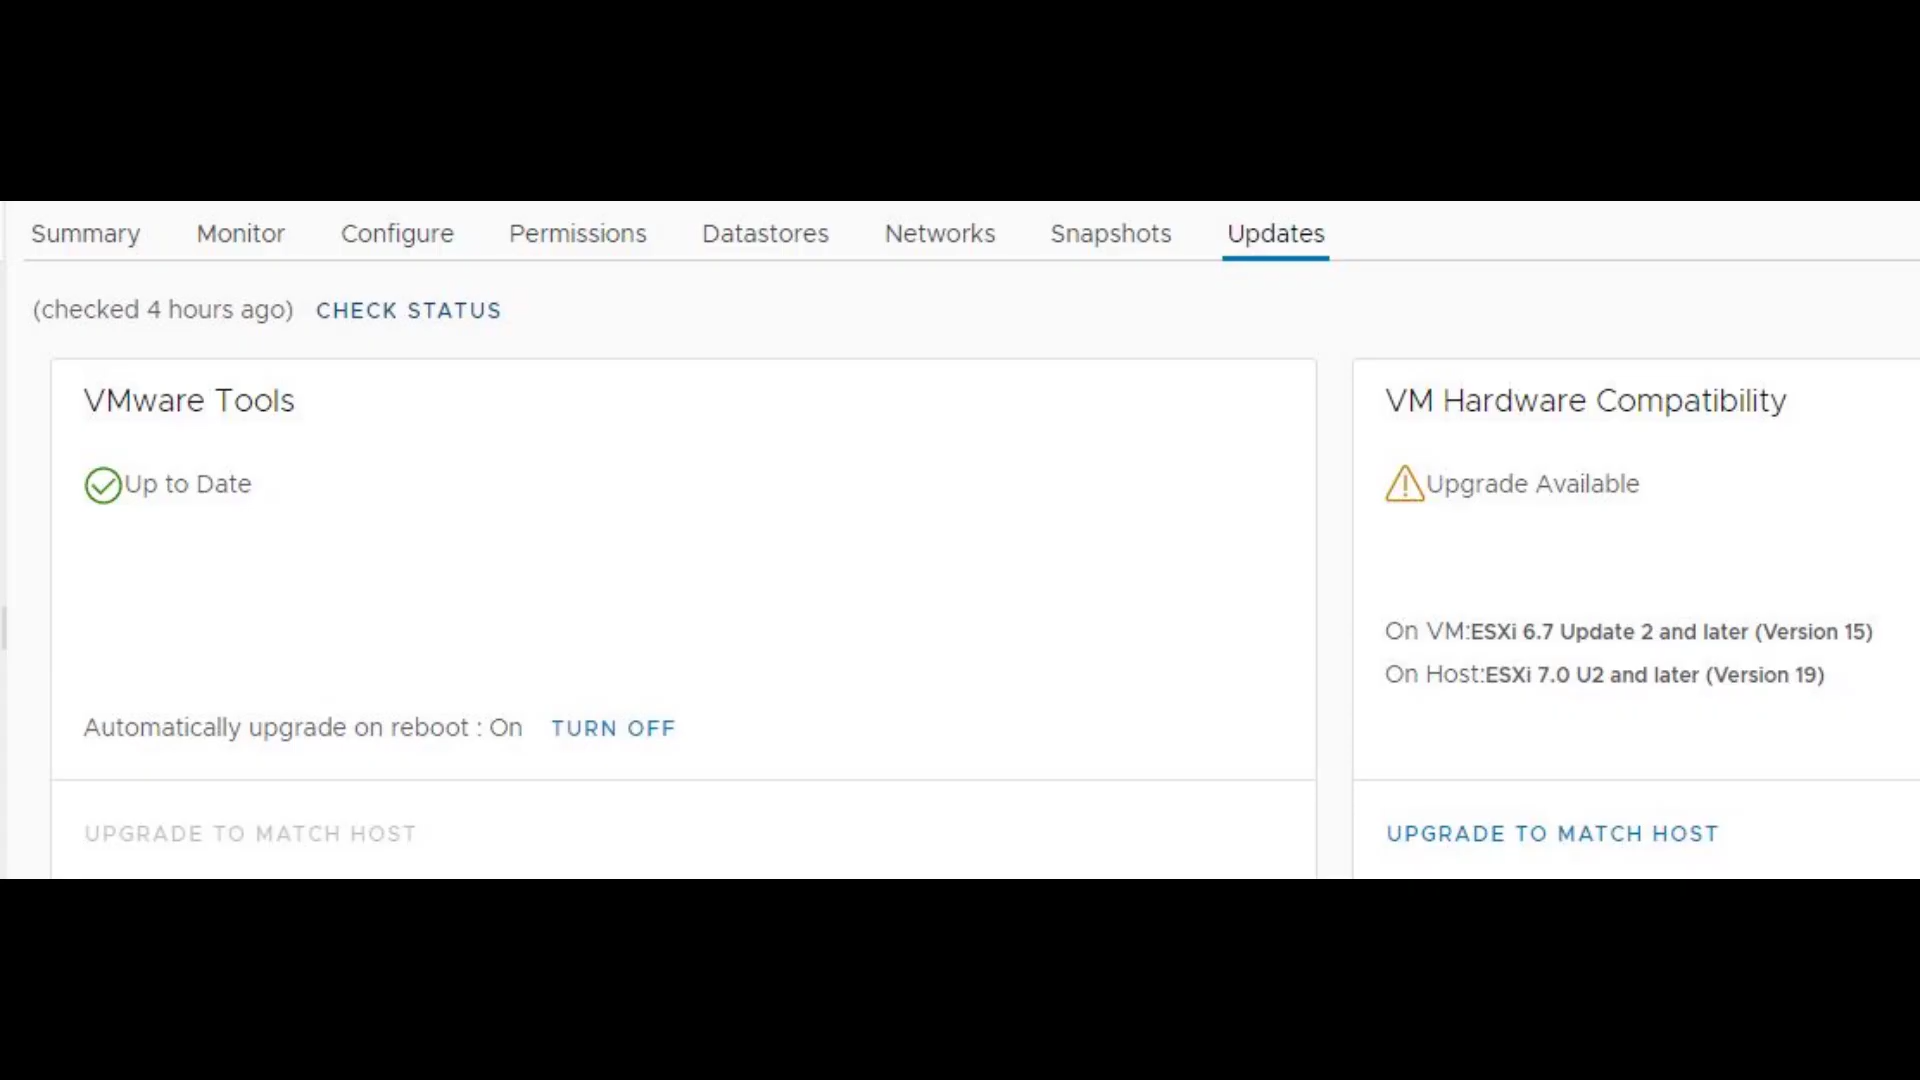 Summary Monitor Configure Permissions Datastores Networks Snapshots Updates
(checked 4 hours ago) CHECK STATUS
VMware Tools
Up to Date
Automatically upgrade on reboot : On TURN OFF
UPGRADE TO MATCH HOST
VM Hardware Compatibility
Upgrade Available
On VM:ESXi 6.7 Update 2 and later (Version 15)
On Host:ESXi 7.0 U2 and later (Version 19)
UPGRADE TO MATCH HOST